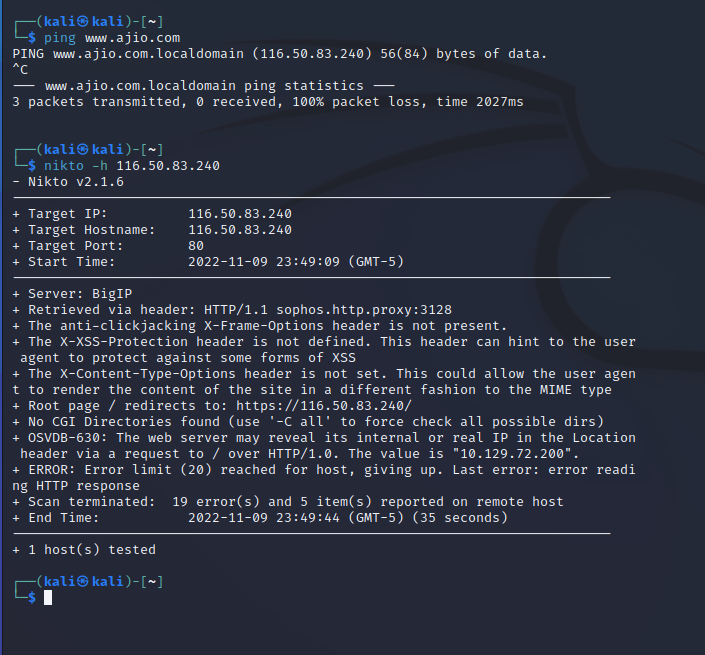 ┌──(kali㉿kali)-[~]
└─$ ping www.ajio.com
PING www.ajio.com.localdomain (116.50.83.240) 56(84) bytes of data.
^C
--- www.ajio.com.localdomain ping statistics ---
3 packets transmitted, 0 received, 100% packet loss, time 2027ms
┌──(kali㉿kali)-[~]
└─$ nikto -h 116.50.83.240
- Nikto v2.1.6
---------------------------------------------------------------------------
+ Target IP:          116.50.83.240
+ Target Hostname:    116.50.83.240
+ Target Port:        80
+ Start Time:         2022-11-09 23:49:09 (GMT-5)
---------------------------------------------------------------------------
+ Server: BigIP
+ Retrieved via header: HTTP/1.1 sophos.http.proxy:3128
+ The anti-clickjacking X-Frame-Options header is not present.
+ The X-XSS-Protection header is not defined. This header can hint to the user
 agent to protect against some forms of XSS
+ The X-Content-Type-Options header is not set. This could allow the user agen
t to render the content of the site in a different fashion to the MIME type
+ Root page / redirects to: https://116.50.83.240/
+ No CGI Directories found (use '-C all' to force check all possible dirs)
+ OSVDB-630: The web server may reveal its internal or real IP in the Location
 header via a request to / over HTTP/1.0. The value is "10.129.72.200".
+ ERROR: Error limit (20) reached for host, giving up. Last error: error readi
ng HTTP response
+ Scan terminated:  19 error(s) and 5 item(s) reported on remote host
+ End Time:           2022-11-09 23:49:44 (GMT-5) (35 seconds)
---------------------------------------------------------------------------
+ 1 host(s) tested
┌──(kali㉿kali)-[~]
└─$